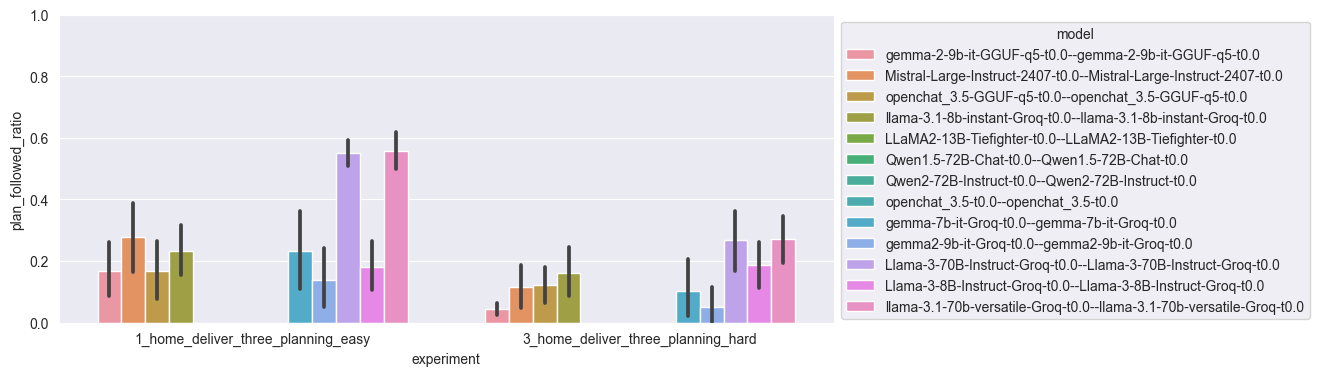 1.0
0.8
0.6
0.4
0.2
0.0
plan_followed_ratio
1_home_deliver_three_planning_easy
3_home_deliver_three_planning_hard
experiment
model
gemma-2-9b-it-GGUF-q5-t0.0--gemma-2-9b-it-GGUF-q5-t0.0
Mistral-Large-Instruct-2407-t0.0--Mistral-Large-Instruct-2407-t0.0
openchat_3.5-GGUF-q5-t0.0--openchat_3.5-GGUF-q5-t0.0
llama-3.1-8b-instant-Groq-t0.0--llama-3.1-8b-instant-Groq-t0.0
LLaMA2-13B-Tiefighter-t0.0--LLaMA2-13B-Tiefighter-t0.0
Qwen1.5-72B-Chat-t0.0--Qwen1.5-72B-Chat-t0.0
Qwen2-72B-Instruct-t0.0--Qwen2-72B-Instruct-t0.0
openchat_3.5-t0.0--openchat_3.5-t0.0
gemma-7b-it-Groq-t0.0--gemma-7b-it-Groq-t0.0
gemma2-9b-it-Groq-t0.0--gemma2-9b-it-Groq-t0.0
Llama-3-70B-Instruct-Groq-t0.0--Llama-3-70B-Instruct-Groq-t0.0
Llama-3-8B-Instruct-Groq-t0.0--Llama-3-8B-Instruct-Groq-t0.0
llama-3.1-70b-versatile-Groq-t0.0--llama-3.1-70b-versatile-Groq-t0.0